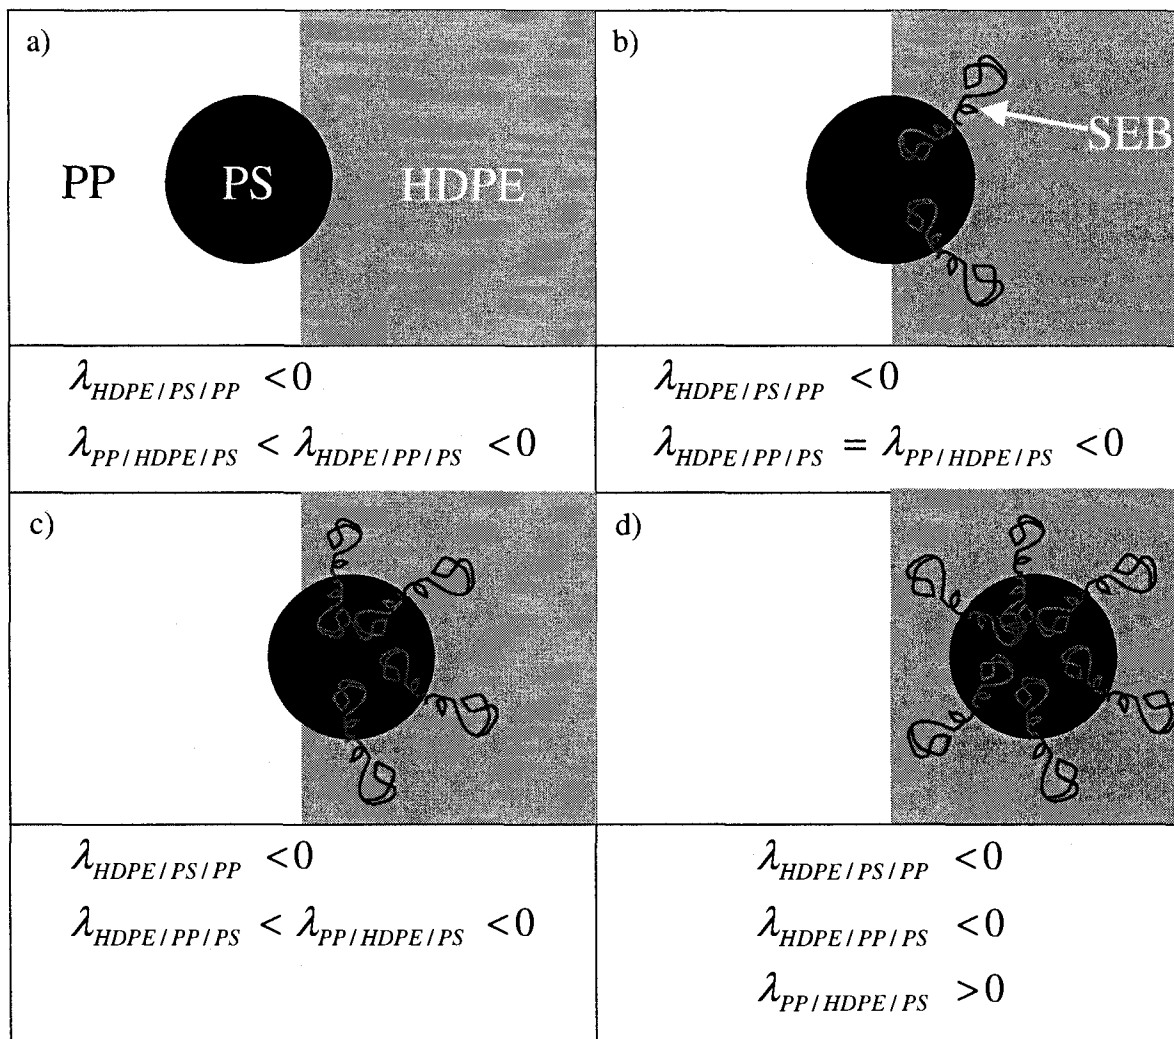 a)
PP
PS
HDPE
b)
SEB
λHDPE/PS/PP <0
λPP/HDPE/PS < λHDPE/PP/PS <0
λHDPE/PS/PP <0
λHDPE/PP/PS = λPP/HDPE/PS <0
c)
d)
λHDPE/PS/PP <0
λHDPE/PP/PS < λPP/HDPE/PS <0
λHDPE/PS/PP <0
λHDPE/PP/PS <0
λPP/HDPE/PS >0